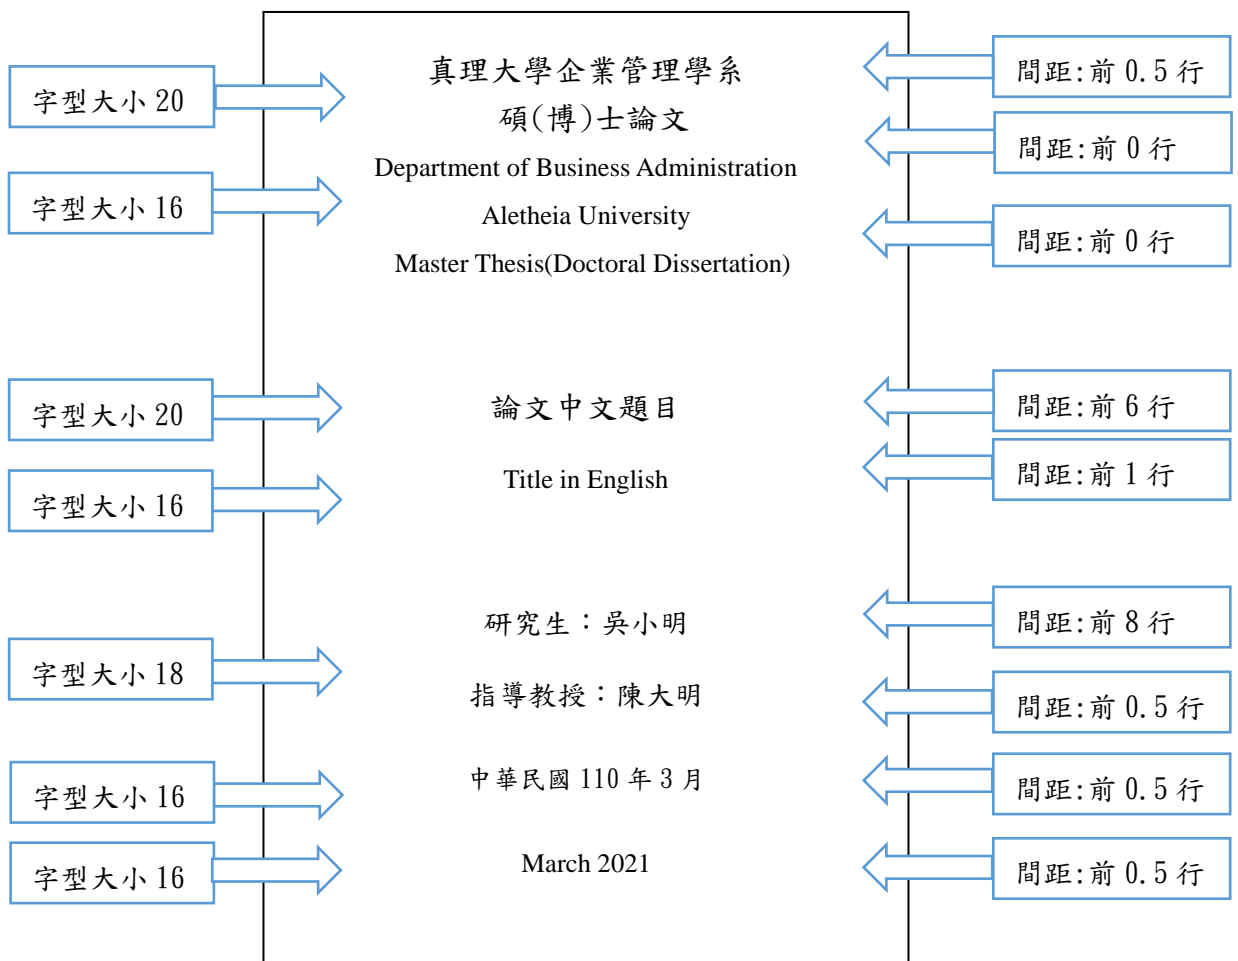 真理大學企業管理學系
碩(博)士論文
Department of Business Administration
Aletheia University
Master Thesis(Doctoral Dissertation)
論文中文題目
Title in English
研究生：吳小明
指導教授：陳大明
中華民國 110 年 3 月
March 2021
字型大小 20
字型大小 16
字型大小 20
字型大小 16
字型大小 18
字型大小 16
字型大小 16
間距:前 0.5 行
間距:前 0 行
間距:前 0 行
間距:前 6 行
間距:前 1 行
間距:前 8 行
間距:前 0.5 行
間距:前 0.5 行
間距:前 0.5 行